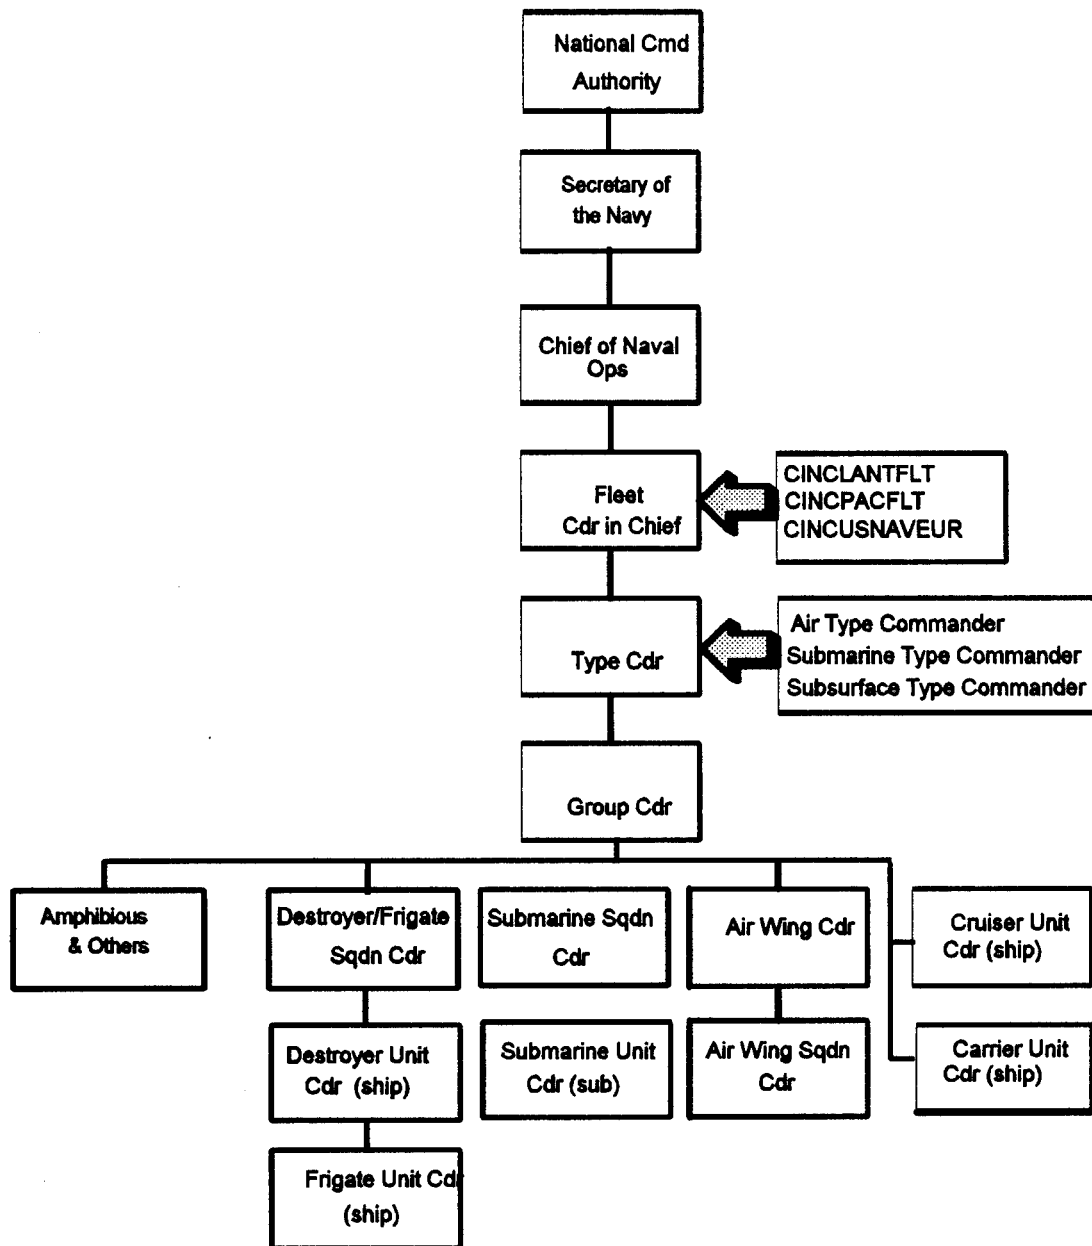 National Cmd
Authority
Secretary of
the Navy
Chief of Naval
Ops
Fleet
Cdr in Chief
CINCLANTFLT
CINCPACFLT
CINCUSNAVEUR
Type Cdr
Air Type Commander
Submarine Type Commander
Subsurface Type Commander
Group Cdr
Amphibious
& Others
Destroyer/Frigate
Sqdn Cdr
Submarine Sqdn
Cdr
Air Wing Cdr
Cruiser Unit
Cdr (ship)
Destroyer Unit
Cdr (ship)
Submarine Unit
Cdr (sub)
Air Wing Sqdn
Cdr
Carrier Unit
Cdr (ship)
Frigate Unit Cdr
(ship)